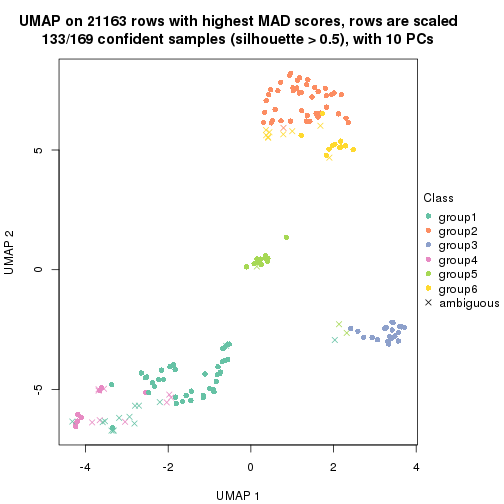 UMAP on 21163 rows with highest MAD scores, rows are scaled
133/169 confident samples (silhouette > 0.5), with 10 PCs
UMAP 2
5
0
-5
-4
-2
0
2
4
UMAP 1
Class
group1
group2
group3
group4
group5
group6
ambiguous